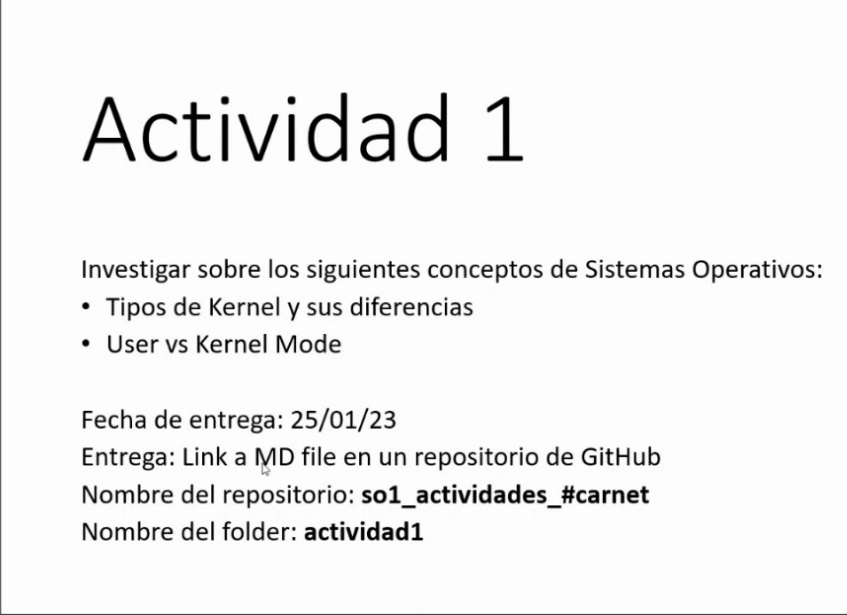 Actividad 1
Investigar sobre los siguientes conceptos de Sistemas Operativos:
• Tipos de Kernel y sus diferencias
• User vs Kernel Mode
Fecha de entrega: 25/01/23
Entrega: Link a MD file en un repositorio de GitHub
Nombre del repositorio: so1_actividades_#carnet
Nombre del folder: actividad1